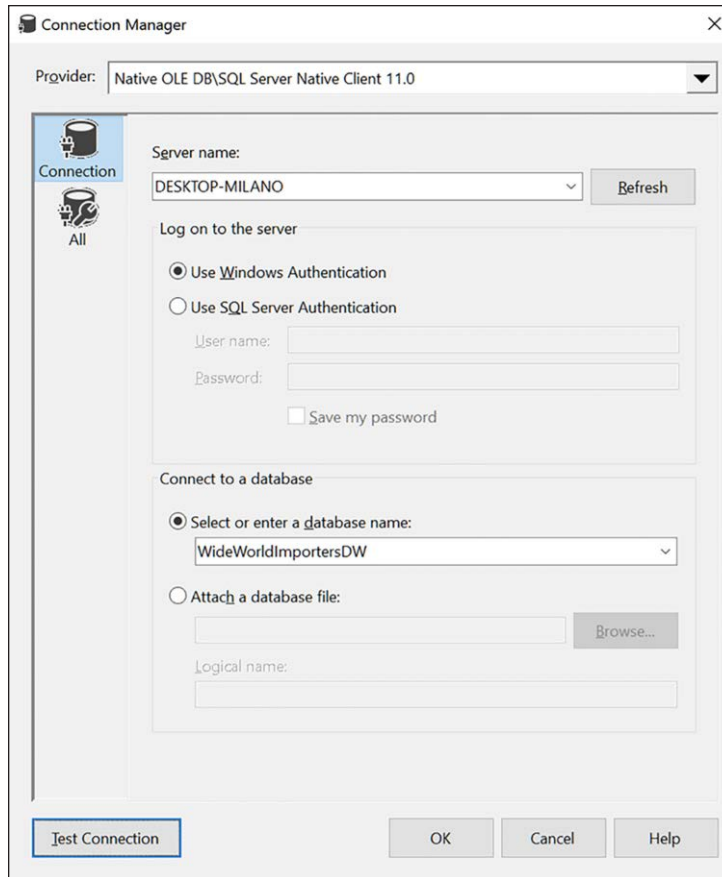 Connection Manager
Provider: Native OLE DB\SQL Server Native Client 11.0
Connection
All
Server name:
DESKTOP-MILANO Refresh
Log on to the server
Use Windows Authentication
Use SQL Server Authentication
User name:
Password:
Save my password
Connect to a database
Select or enter a database name:
WideWorldImportersDW
Attach a database file:
Browse...
Logical name:
Test Connection OK Cancel Help